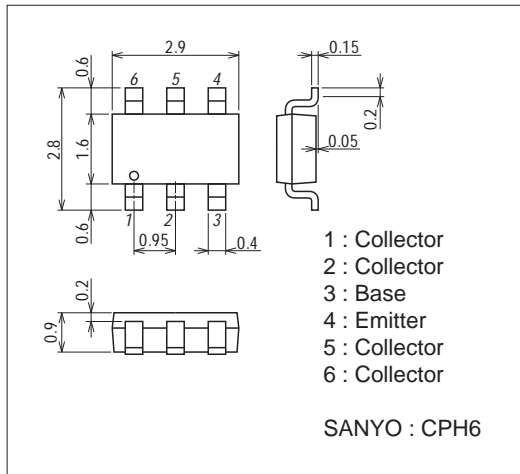 2.9
0.15
0.6
6 5 4
0.2
2.8
1.6
0.05
0.6
1 2 3
0.95
0.4
1 : Collector
2 : Collector
3 : Base
4 : Emitter
5 : Collector
6 : Collector
0.2
0.9
SANYO : CPH6